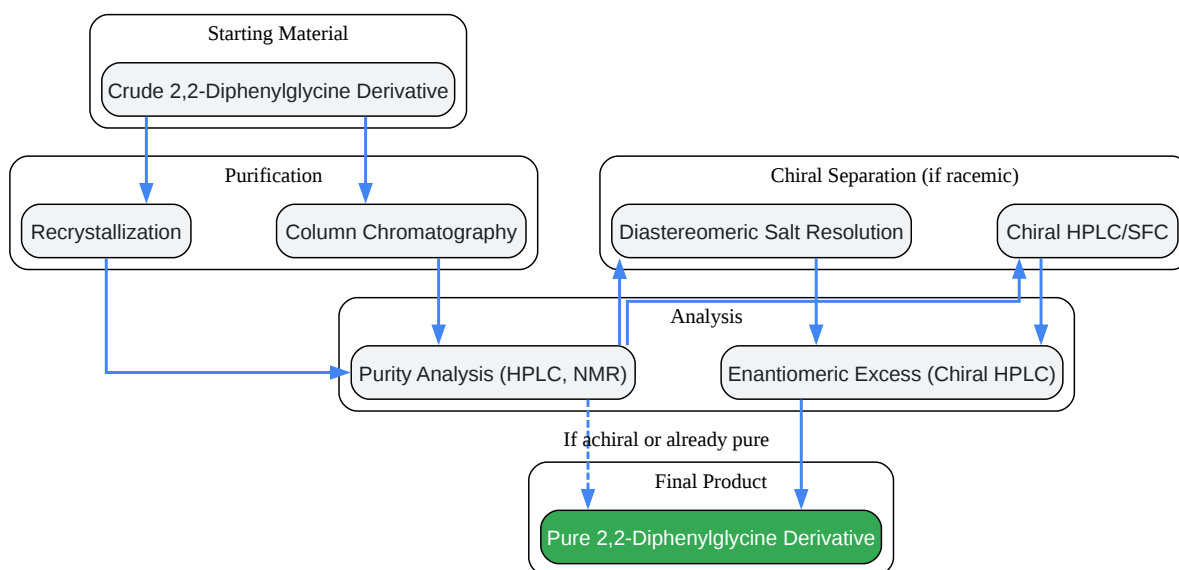 Starting Material
Crude 2,2-Diphenylglycine Derivative
Purification
Recrystallization
Column Chromatography
Chiral Separation (if racemic)
Diastereomeric Salt Resolution
Chiral HPLC/SFC
Analysis
Purity Analysis (HPLC, NMR)
Enantiomeric Excess (Chiral HPLC)
If achiral or already pure
Final Product
Pure 2,2-Diphenylglycine Derivative